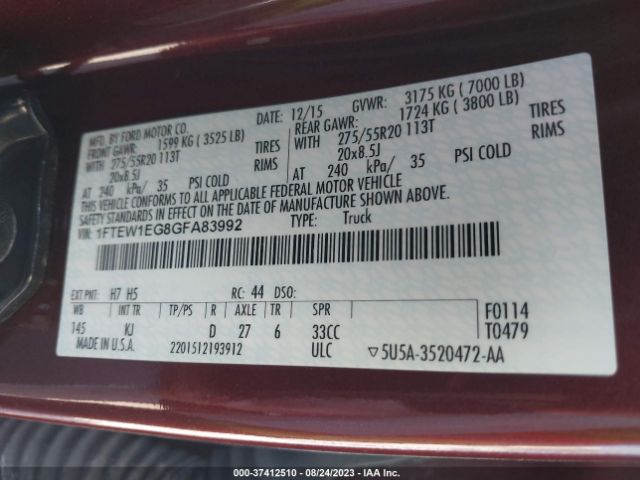 MFD. BY FORD MOTOR CO.
DATE: 12/15 GVWR: 3175 KG ( 7000 LB)
FRONT GAWR: 1599 KG ( 3525 LB) REAR GAWR: 1724 KG ( 3800 LB)
WITH 275/55R20 113T TIRES WITH 275/55R20 113T TIRES
20x8.5J RIMS 20x8.5J RIMS
AT 240 kPa/ 35 PSI COLD AT 240 kPa/ 35 PSI COLD
THIS VEHICLE CONFORMS TO ALL APPLICABLE FEDERAL MOTOR VEHICLE
SAFETY STANDARDS IN EFFECT ON THE DATE OF MANUFACTURE SHOWN ABOVE.
VIN: 1FTEW1EG8GFA83992 TYPE: Truck
EXT PNT: H7 H5 RC: 44 DSO:
WB INT TR TP/PS R AXLE TR SPR F0114
145 KJ D 27 6 33CC T0479
MADE IN U.S.A. 2201512193912 ULC ▽5U5A-3520472-AA
000-37412510 - 08/24/2023 - IAA Inc.